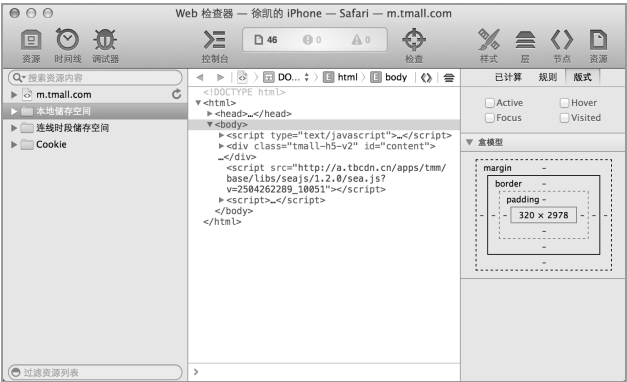 Web 检查器 — 徐凯的 iPhone — Safari — m.tmall.com
资源 时间线 调试器 控制台 46 0 0 检查 样式 层 节点 资源
搜索资源内容
m.tmall.com
本地储存空间
连线时段储存空间
Cookie
过滤资源列表
DO... html body
<!DOCTYPE html>
<html>
<head>…</head>
<body>
<script type="text/javascript">…</script>
<div class="tmall-h5-v2" id="content">
…</div>
<script src="http://a.tbcdn.cn/apps/tmm/
base/libs/seajs/1.2.0/sea.js?
v=2504262289_10051"></script>
<script>…</script>
</body>
</html>
>
已计算 规则 版式
Active Hover
Focus Visited
盒模型
margin –
border –
padding –
– – – 320 × 2978 – – –
–
–
–